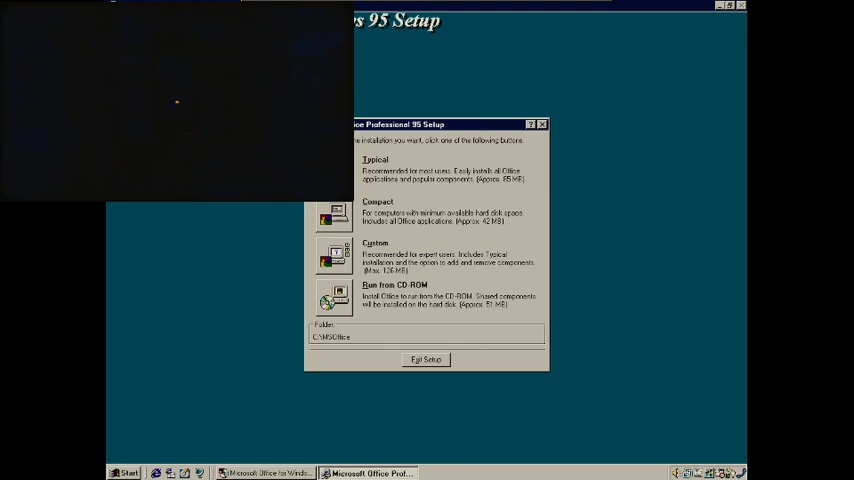 s 95 Setup
ice Professional 95 Setup
he installation you want, click one of the following buttons.
Typical
Recommended for most users. Easily installs all Office
applications and popular components. (Approx. 85 MB)
Compact
For computers with minimum available hard disk space.
Includes all Office applications. (Approx. 42 MB)
Custom
Recommended for expert users. Includes Typical
installation and the option to add and remove components.
(Max. 126 MB)
Run from CD-ROM
Install Office to run from the CD-ROM. Shared components
will be installed on the hard disk. (Approx. 51 MB)
Folder:
C:\MSOffice
Exit Setup
Start
Microsoft Office for Windo...
Microsoft Office Prof...